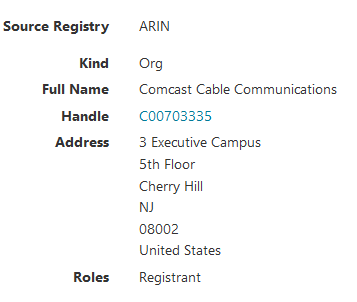 Source Registry ARIN
Kind Org
Full Name Comcast Cable Communications
Handle C00703335
Address 3 Executive Campus
5th Floor
Cherry Hill
NJ
08002
United States
Roles Registrant